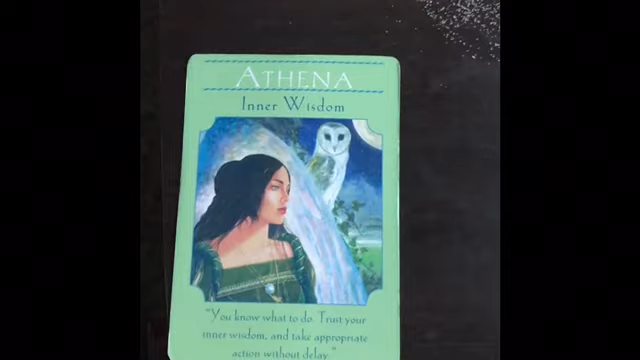 ATHENA
Inner Wisdom
"You know what to do. Trust your
inner wisdom, and take appropriate
action without delay."